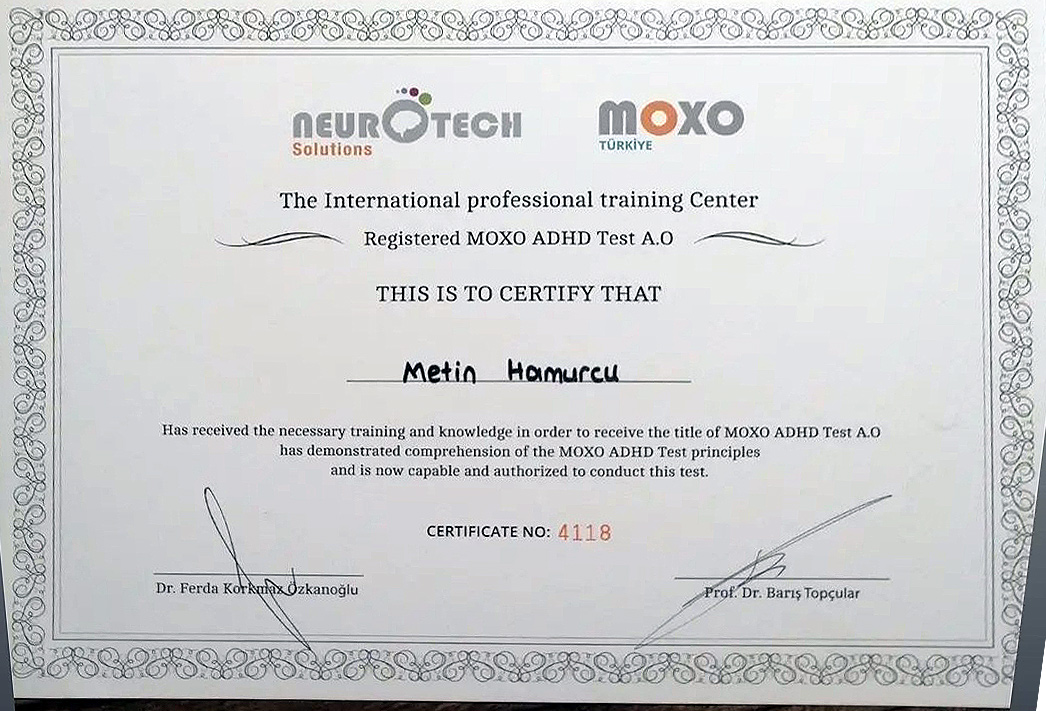 NEUROTECH
Solutions
MOXO
TÜRKİYE
The International professional training Center
Registered MOXO ADHD Test A.O
THIS IS TO CERTIFY THAT
Metin Hamurcu
Has received the necessary training and knowledge in order to receive the title of MOXO ADHD Test A.O
has demonstrated comprehension of the MOXO ADHD Test principles
and is now capable and authorized to conduct this test.
CERTIFICATE NO: 4118
Dr. Ferda Korkmaz Özkanoğlu
Prof. Dr. Barış Topçular